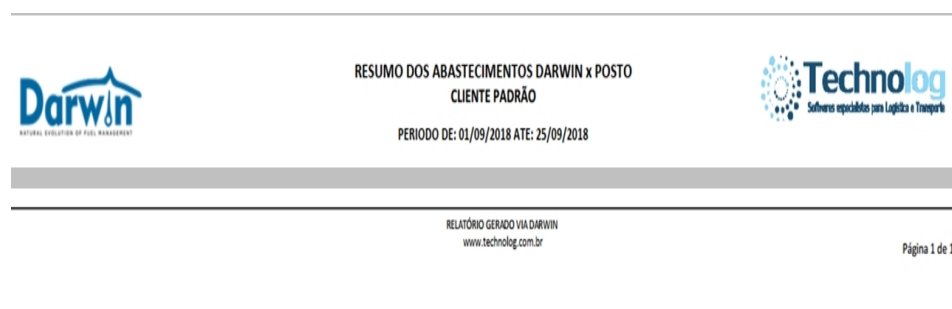 Darwin
NATURAL EVOLUTION OF FUEL MANAGEMENT
RESUMO DOS ABASTECIMENTOS DARWIN x POSTO
CLIENTE PADRÃO
PERIODO DE: 01/09/2018 ATE: 25/09/2018
Technolog
Softwares especialistas para Logística e Transporte
RELATÓRIO GERADO VIA DARWIN
www.technolog.com.br
Página 1 de 1